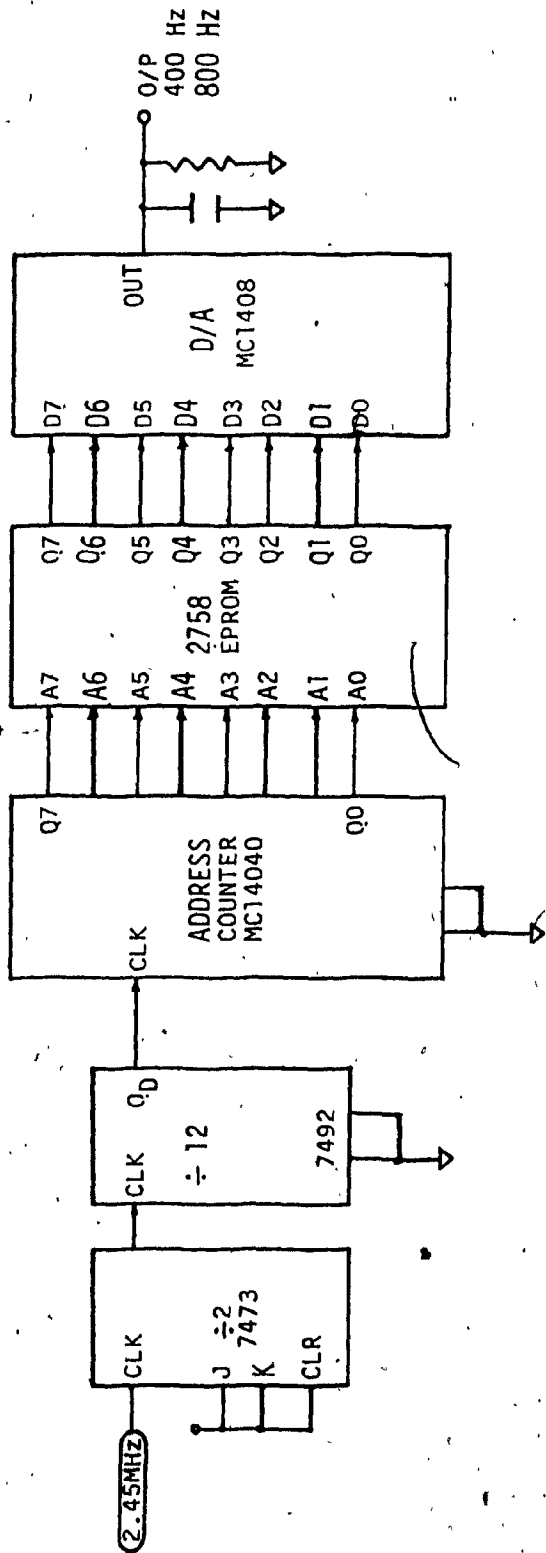 2.45MHz
CLK
J
K
CLR
÷2
7473
CLK
÷ 12
QD
7492
CLK
ADDRESS
COUNTER
MC14040
Q7
Q0
A7
A6
A5
A4
A3
A2
A1
A0
2758
EPROM
Q7
Q6
Q5
Q4
Q3
Q2
Q1
Q0
D7
D6
D5
D4
D3
D2
D1
D0
D/A
MC1408
OUT
O/P
400 Hz
800 Hz